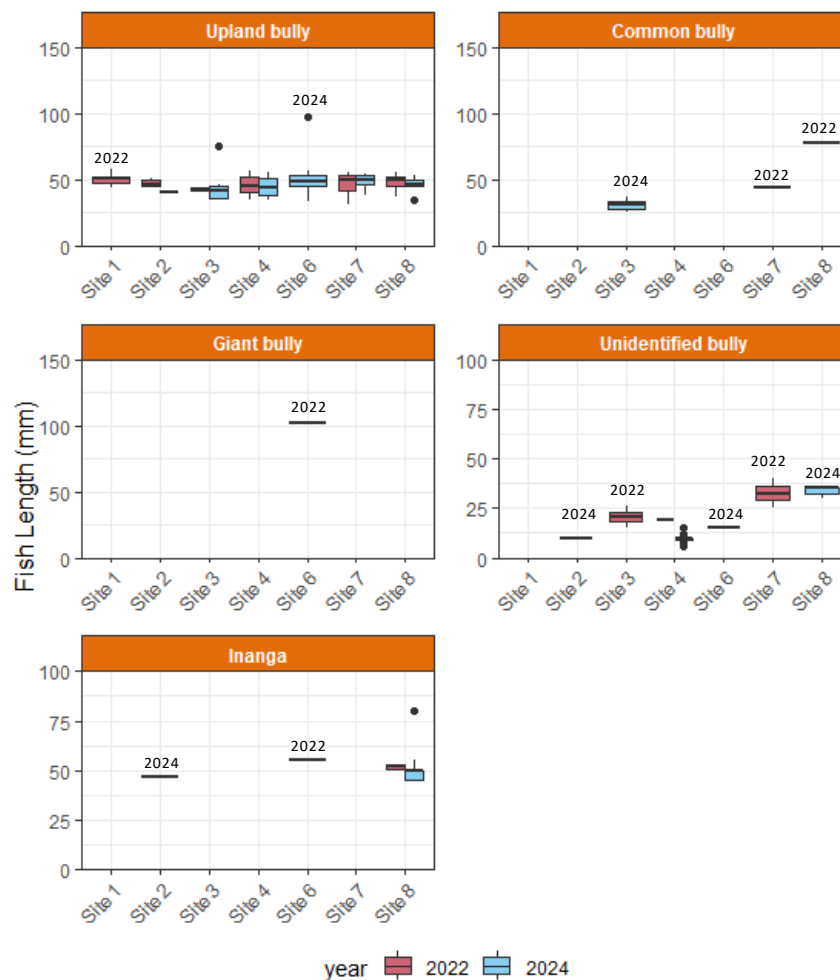 Upland bully
150
100
50
0
2022
2024
Site 1
Site 2
Site 3
Site 4
Site 6
Site 7
Site 8
Common bully
150
100
50
0
2024
2022
2022
Site 1
Site 2
Site 3
Site 4
Site 6
Site 7
Site 8
Fish Length (mm)
Giant bully
150
100
50
0
2022
Site 1
Site 2
Site 3
Site 4
Site 6
Site 7
Site 8
Unidentified bully
100
75
50
25
0
2024
2022
2024
2022
2024
Site 1
Site 2
Site 3
Site 4
Site 6
Site 7
Site 8
Inanga
100
75
50
25
0
2024
2022
Site 1
Site 2
Site 3
Site 4
Site 6
Site 7
Site 8
year 2022 2024